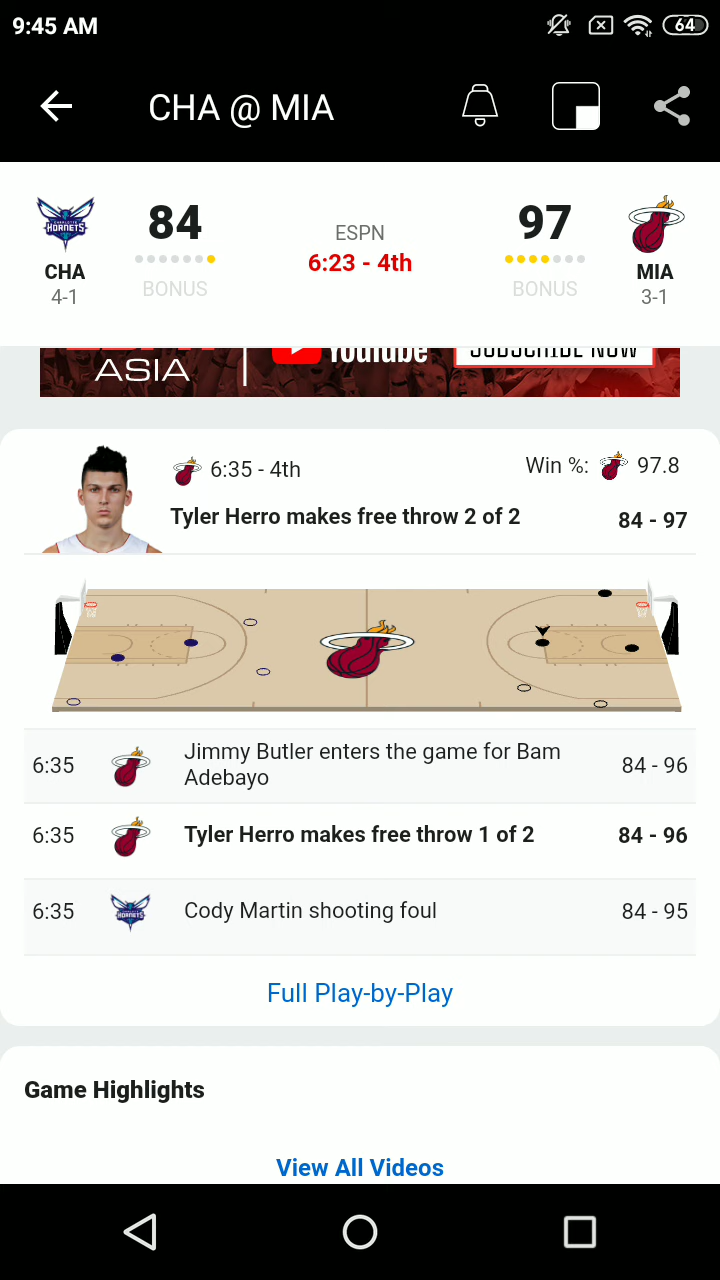 9:45 AM
64
CHA @ MIA
84
97
ESPN
6:23 - 4th
CHA
4-1
BONUS
BONUS
MIA
3-1
ASIA
YouTube
SUBSCRIBE NOW
6:35 - 4th
Win %:
97.8
Tyler Herro makes free throw 2 of 2
84 - 97
6:35
Jimmy Butler enters the game for Bam
Adebayo
84 - 96
6:35
Tyler Herro makes free throw 1 of 2
84 - 96
6:35
HORNETS
Cody Martin shooting foul
84 - 95
Full Play-by-Play
Game Highlights
View All Videos